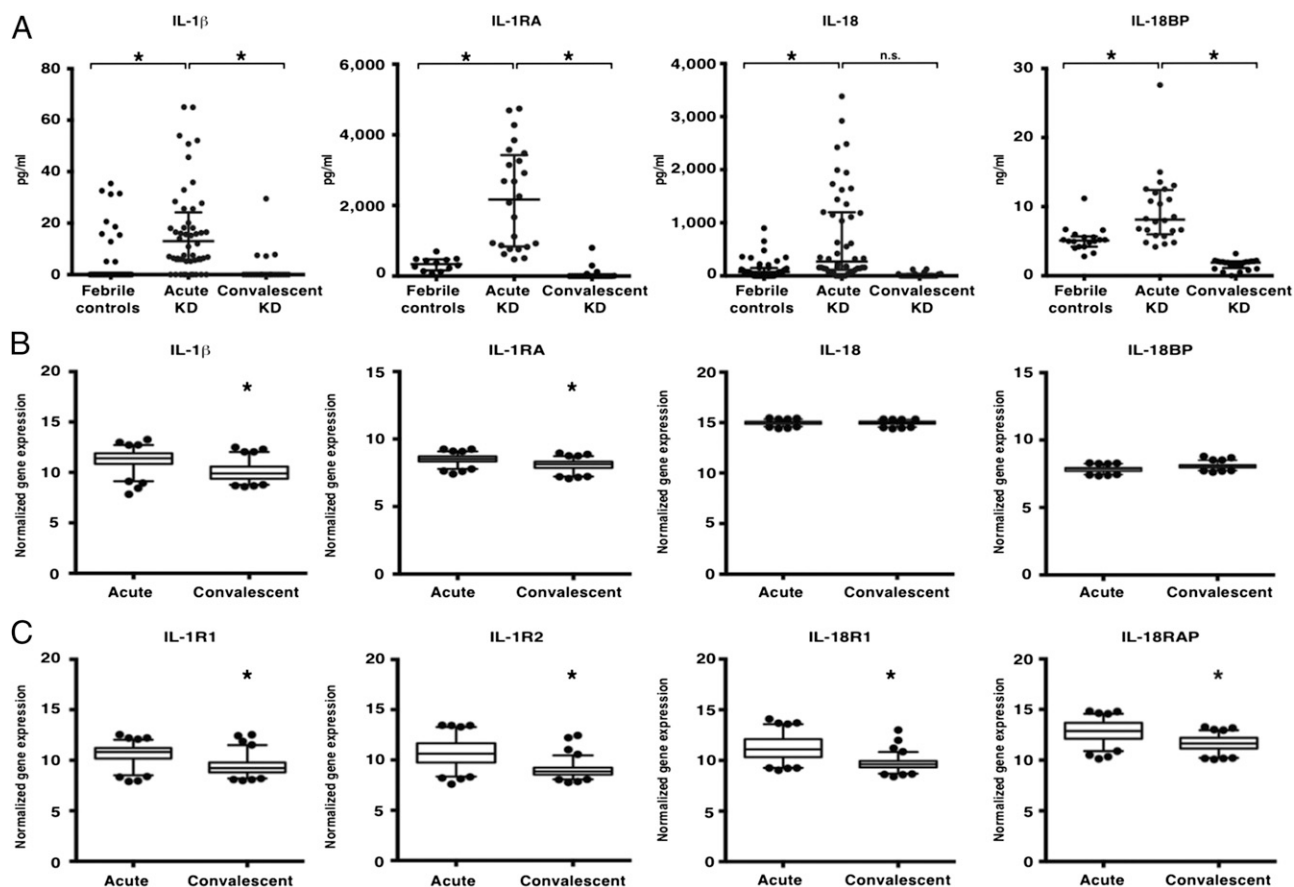 A
IL-1β
IL-1RA
IL-18
IL-18BP
* *
* *
* n.s.
* *
pg/ml
80
60
40
20
0
Febrile controls
Acute KD
Convalescent KD
pg/ml
6,000
4,000
2,000
0
Febrile controls
Acute KD
Convalescent KD
pg/ml
4,000
3,000
2,000
1,000
0
Febrile controls
Acute KD
Convalescent KD
ng/ml
30
20
10
0
Febrile controls
Acute KD
Convalescent KD
B
IL-1β
Normalized gene expression
20
15
10
5
0
*
Acute Convalescent
IL-1RA
Normalized gene expression
15
10
5
0
*
Acute Convalescent
IL-18
Normalized gene expression
20
15
10
5
0
Acute Convalescent
IL-18BP
Normalized gene expression
15
10
5
0
Acute Convalescent
C
IL-1R1
Normalized gene expression
20
15
10
5
0
*
Acute Convalescent
IL-1R2
Normalized gene expression
20
15
10
5
0
*
Acute Convalescent
IL-18R1
Normalized gene expression
20
15
10
5
0
*
Acute Convalescent
IL-18RAP
Normalized gene expression
20
15
10
5
0
*
Acute Convalescent